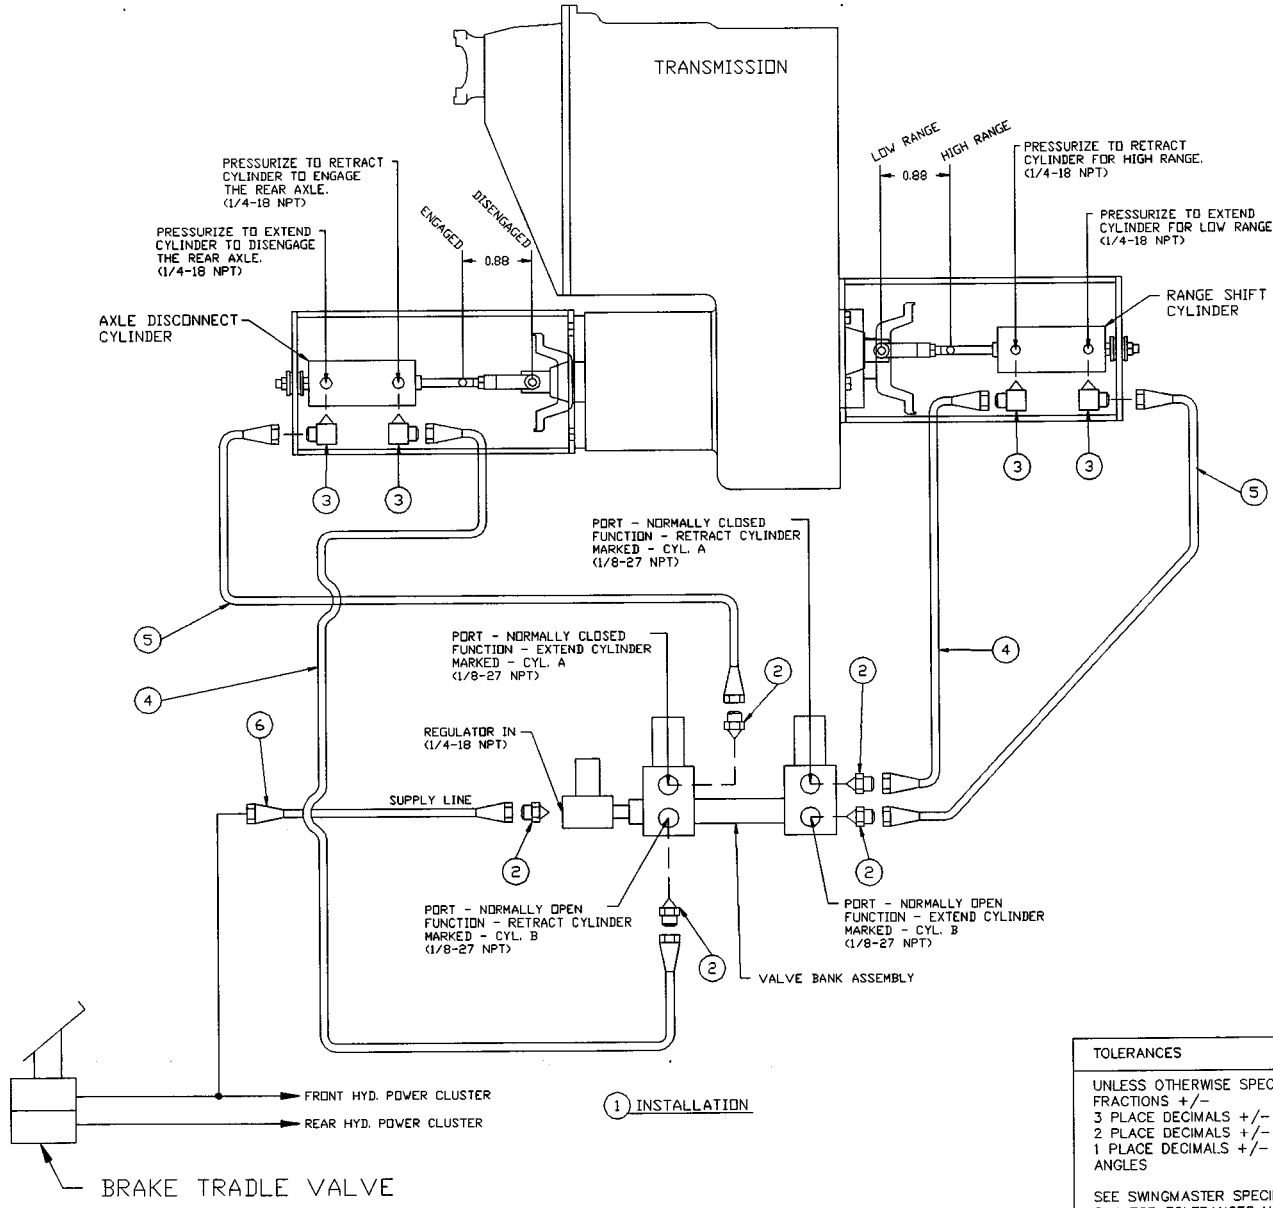 TRANSMISSION
LOW RANGE
HIGH RANGE
0.88
PRESSURIZE TO RETRACT
CYLINDER FOR HIGH RANGE.
(1/4-18 NPT)
PRESSURIZE TO RETRACT
CYLINDER TO ENGAGE
THE REAR AXLE.
(1/4-18 NPT)
PRESSURIZE TO EXTEND
CYLINDER TO DISENGAGE
THE REAR AXLE.
(1/4-18 NPT)
ENGAGED
DISENGAGED
0.88
PRESSURIZE TO EXTEND
CYLINDER FOR LOW RANGE
(1/4-18 NPT)
AXLE DISCONNECT
CYLINDER
RANGE SHIFT
CYLINDER
3
3
3
3
5
PORT - NORMALLY CLOSED
FUNCTION - RETRACT CYLINDER
MARKED - CYL. A
(1/8-27 NPT)
5
4
PORT - NORMALLY CLOSED
FUNCTION - EXTEND CYLINDER
MARKED - CYL. A
(1/8-27 NPT)
2
2
4
6
REGULATOR IN
(1/4-18 NPT)
SUPPLY LINE
2
2
PORT - NORMALLY OPEN
FUNCTION - RETRACT CYLINDER
MARKED - CYL. B
(1/8-27 NPT)
2
PORT - NORMALLY OPEN
FUNCTION - EXTEND CYLINDER
MARKED - CYL. B
(1/8-27 NPT)
VALVE BANK ASSEMBLY
FRONT HYD. POWER CLUSTER
REAR HYD. POWER CLUSTER
1 INSTALLATION
BRAKE TRADLE VALVE
TOLERANCES
UNLESS OTHERWISE SPEC
FRACTIONS +/-
3 PLACE DECIMALS +/-
2 PLACE DECIMALS +/-
1 PLACE DECIMALS +/-
ANGLES
SEE SWINGMASTER SPECI